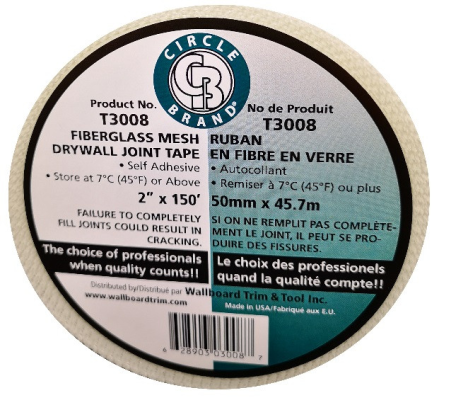 CIRCLE
CB
BRAND®
Product No.
T3008
FIBERGLASS MESH
DRYWALL JOINT TAPE
• Self Adhesive
• Store at 7°C (45°F) or Above
2” x 150'
FAILURE TO COMPLETELY
FILL JOINTS COULD RESULT IN
CRACKING.
The choice of professionals
when quality counts!!
No de Produit
T3008
RUBAN
EN FIBRE EN VERRE
• Autocollant
• Remiser à 7°C (45°F) ou plus
50mm x 45.7m
SI ON NE REMPLIT PAS COMPLÈTE-
MENT LE JOINT, IL PEUT SE PRO-
DUIRE DES FISSURES.
Le choix des professionels
quand la qualité compte!!
Distributed by/Distribué par Wallboard Trim & Tool Inc.
www.wallboardtrim.com
Made in USA/Fabriqué aux E.U.
6 28903 03008 7